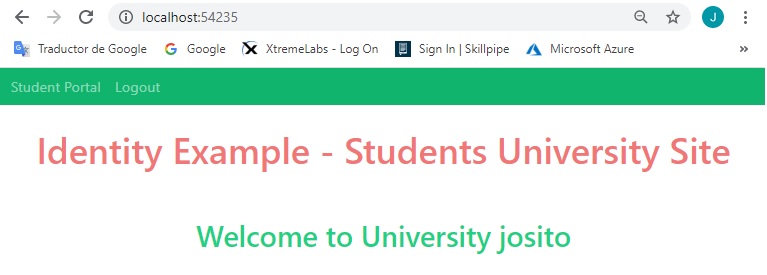 localhost:54235 J
Traductor de Google Google XtremeLabs - Log On Sign In | Skillpipe Microsoft Azure »
Student Portal Logout
Identity Example - Students University Site
Welcome to University josito